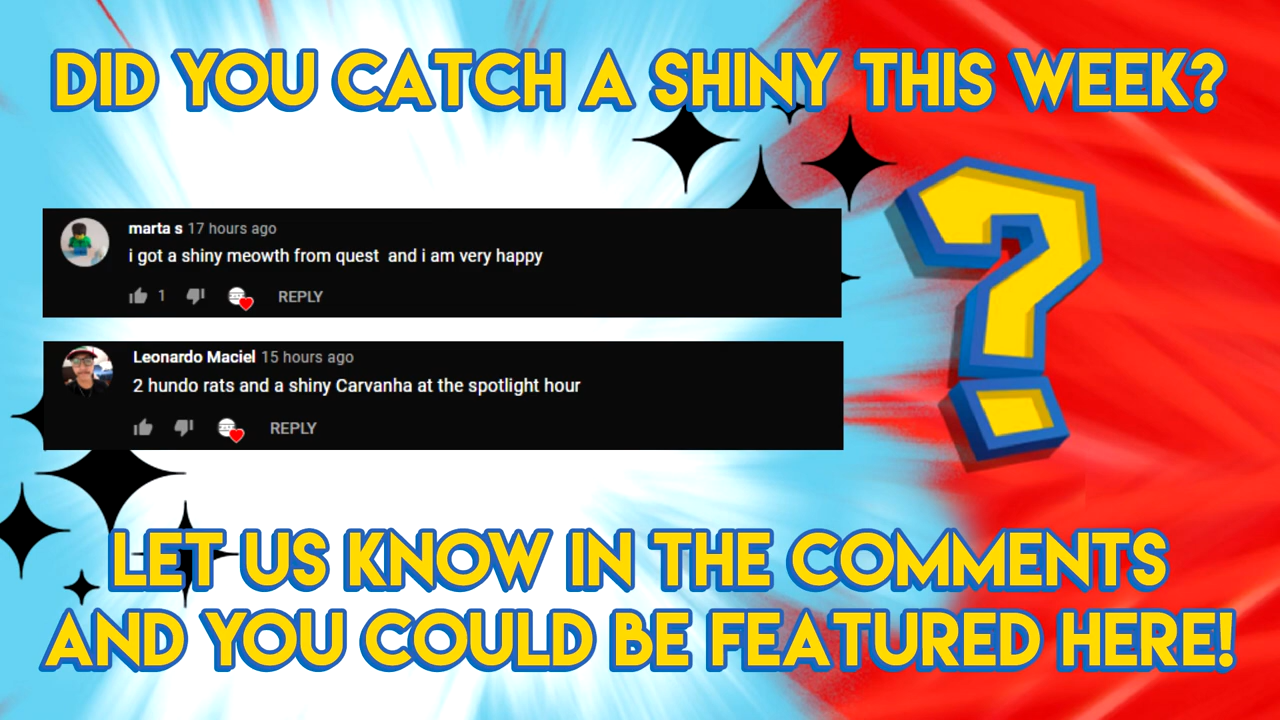 DID YOU CATCH A SHINY THIS WEEK?
marta s 17 hours ago
i got a shiny meowth from quest  and i am very happy
1 REPLY
Leonardo Maciel 15 hours ago
2 hundo rats and a shiny Carvanha at the spotlight hour
REPLY
?
LET US KNOW IN THE COMMENTS
AND YOU COULD BE FEATURED HERE!